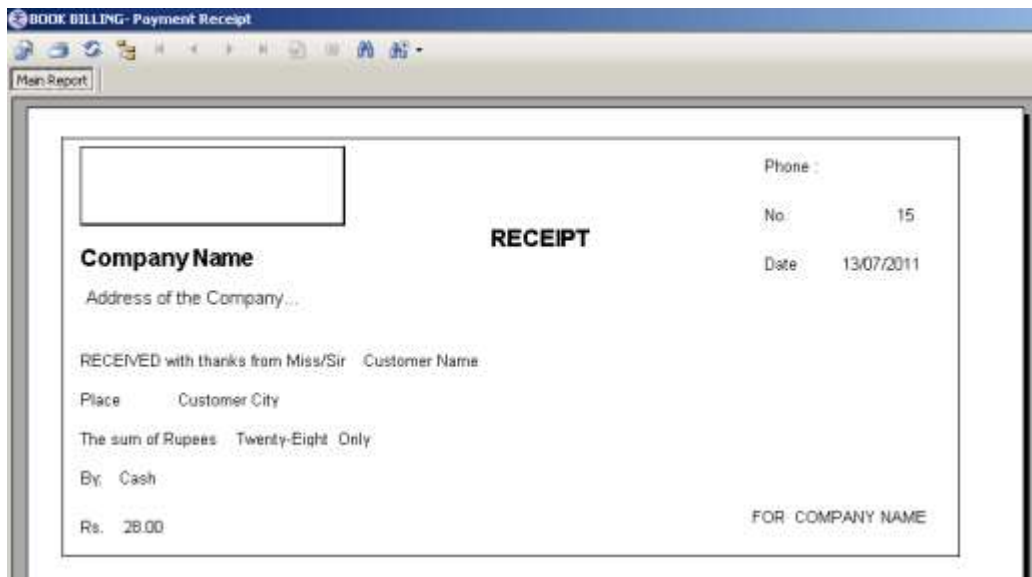 BOOK BILLING- Payment Receipt
Main Report
Phone :
No. 15
RECEIPT
Company Name
Date 13/07/2011
Address of the Company...
RECEIVED with thanks from Miss/Sir Customer Name
Place Customer City
The sum of Rupees Twenty-Eight Only
By: Cash
Rs. 28.00
FOR COMPANY NAME